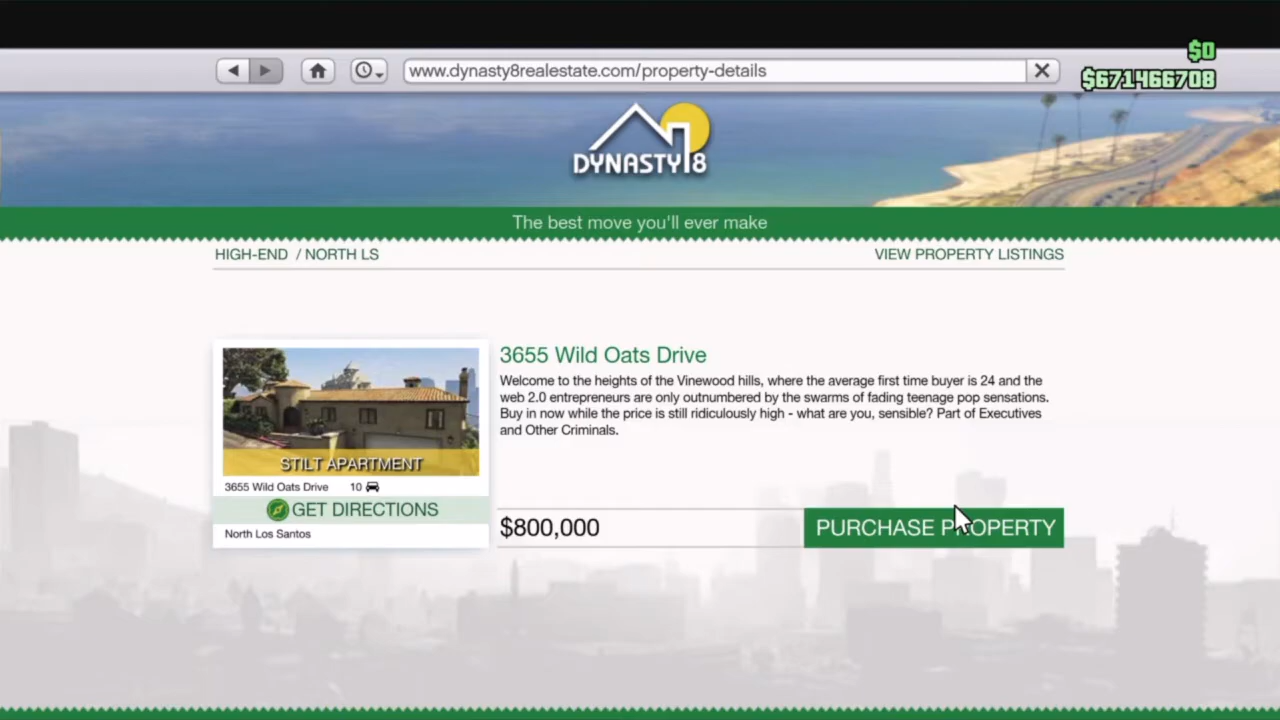 www.dynasty8realestate.com/property-details
$0
$671466708
DYNASTY 8
The best move you'll ever make
HIGH-END / NORTH LS
VIEW PROPERTY LISTINGS
STILT APARTMENT
3655 Wild Oats Drive 10
GET DIRECTIONS
North Los Santos
3655 Wild Oats Drive
Welcome to the heights of the Vinewood hills, where the average first time buyer is 24 and the
web 2.0 entrepreneurs are only outnumbered by the swarms of fading teenage pop sensations.
Buy in now while the price is still ridiculously high - what are you, sensible? Part of Executives
and Other Criminals.
$800,000
PURCHASE PROPERTY